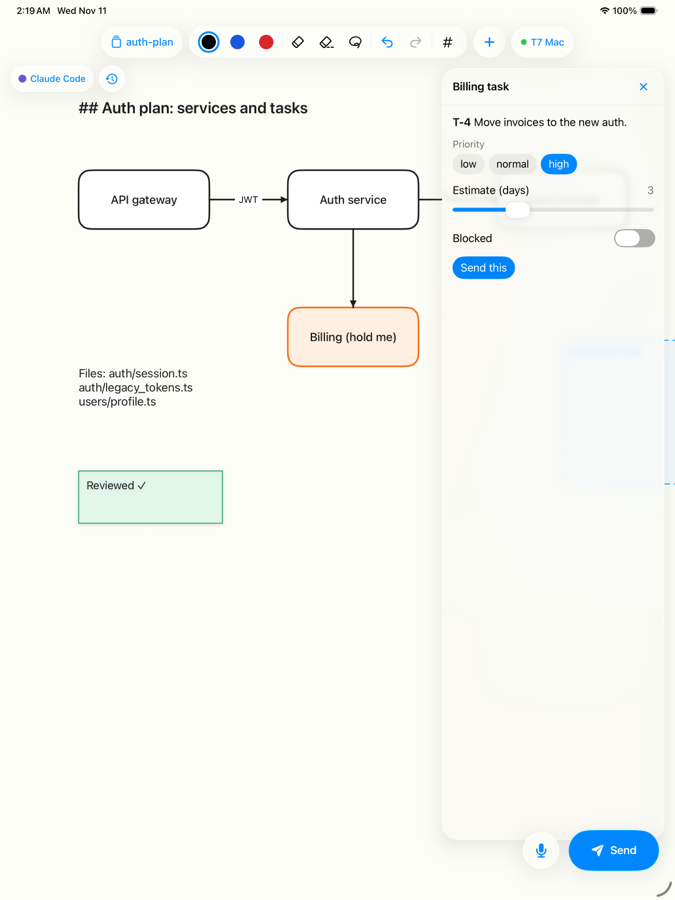 2:19 AM Wed Nov 11
100%
auth-plan
#
+
T7 Mac
Claude Code
## Auth plan: services and tasks
API gateway
JWT
Auth service
Billing (hold me)
Files: auth/session.ts
auth/legacy_tokens.ts
users/profile.ts
Reviewed ✓
Billing task
T-4 Move invoices to the new auth.
Priority
low normal high
Estimate (days) 3
Blocked
Send this
Send